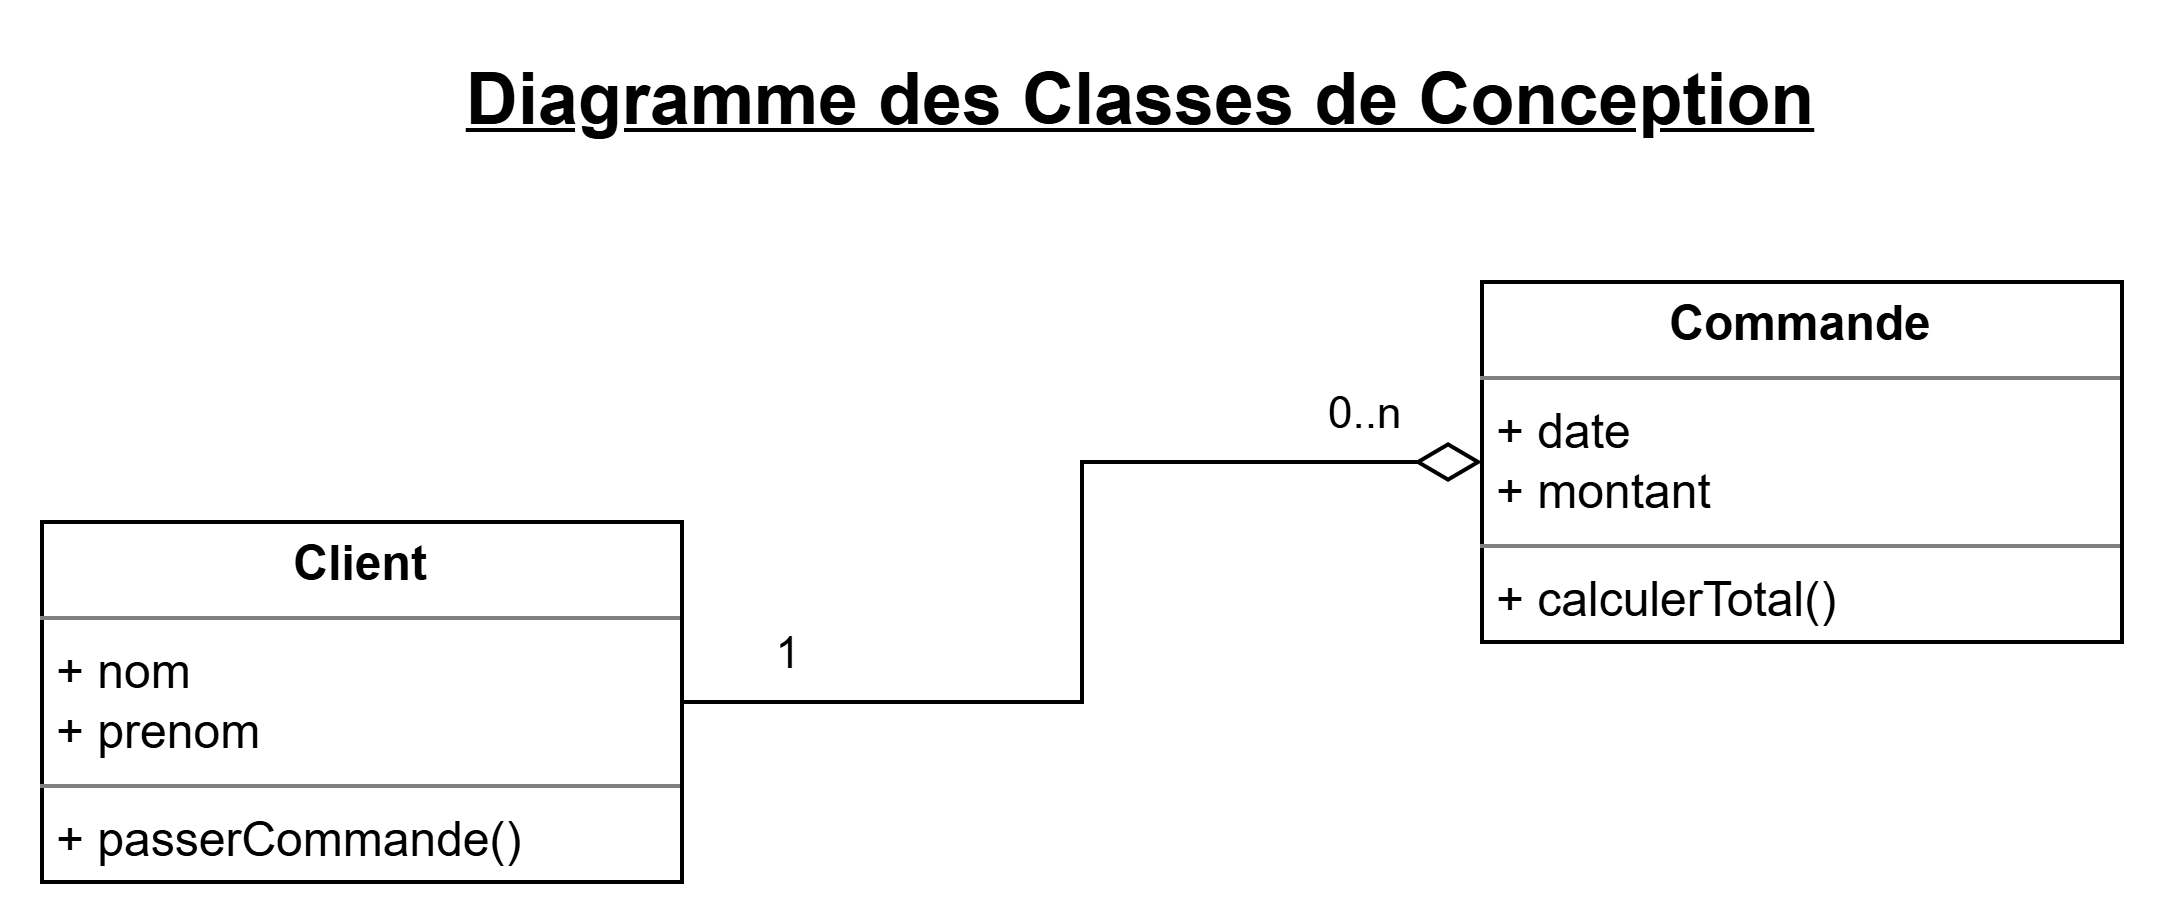 Diagramme des Classes de Conception
Commande
+ date
+ montant
+ calculerTotal()
0..n
1
Client
+ nom
+ prenom
+ passerCommande()